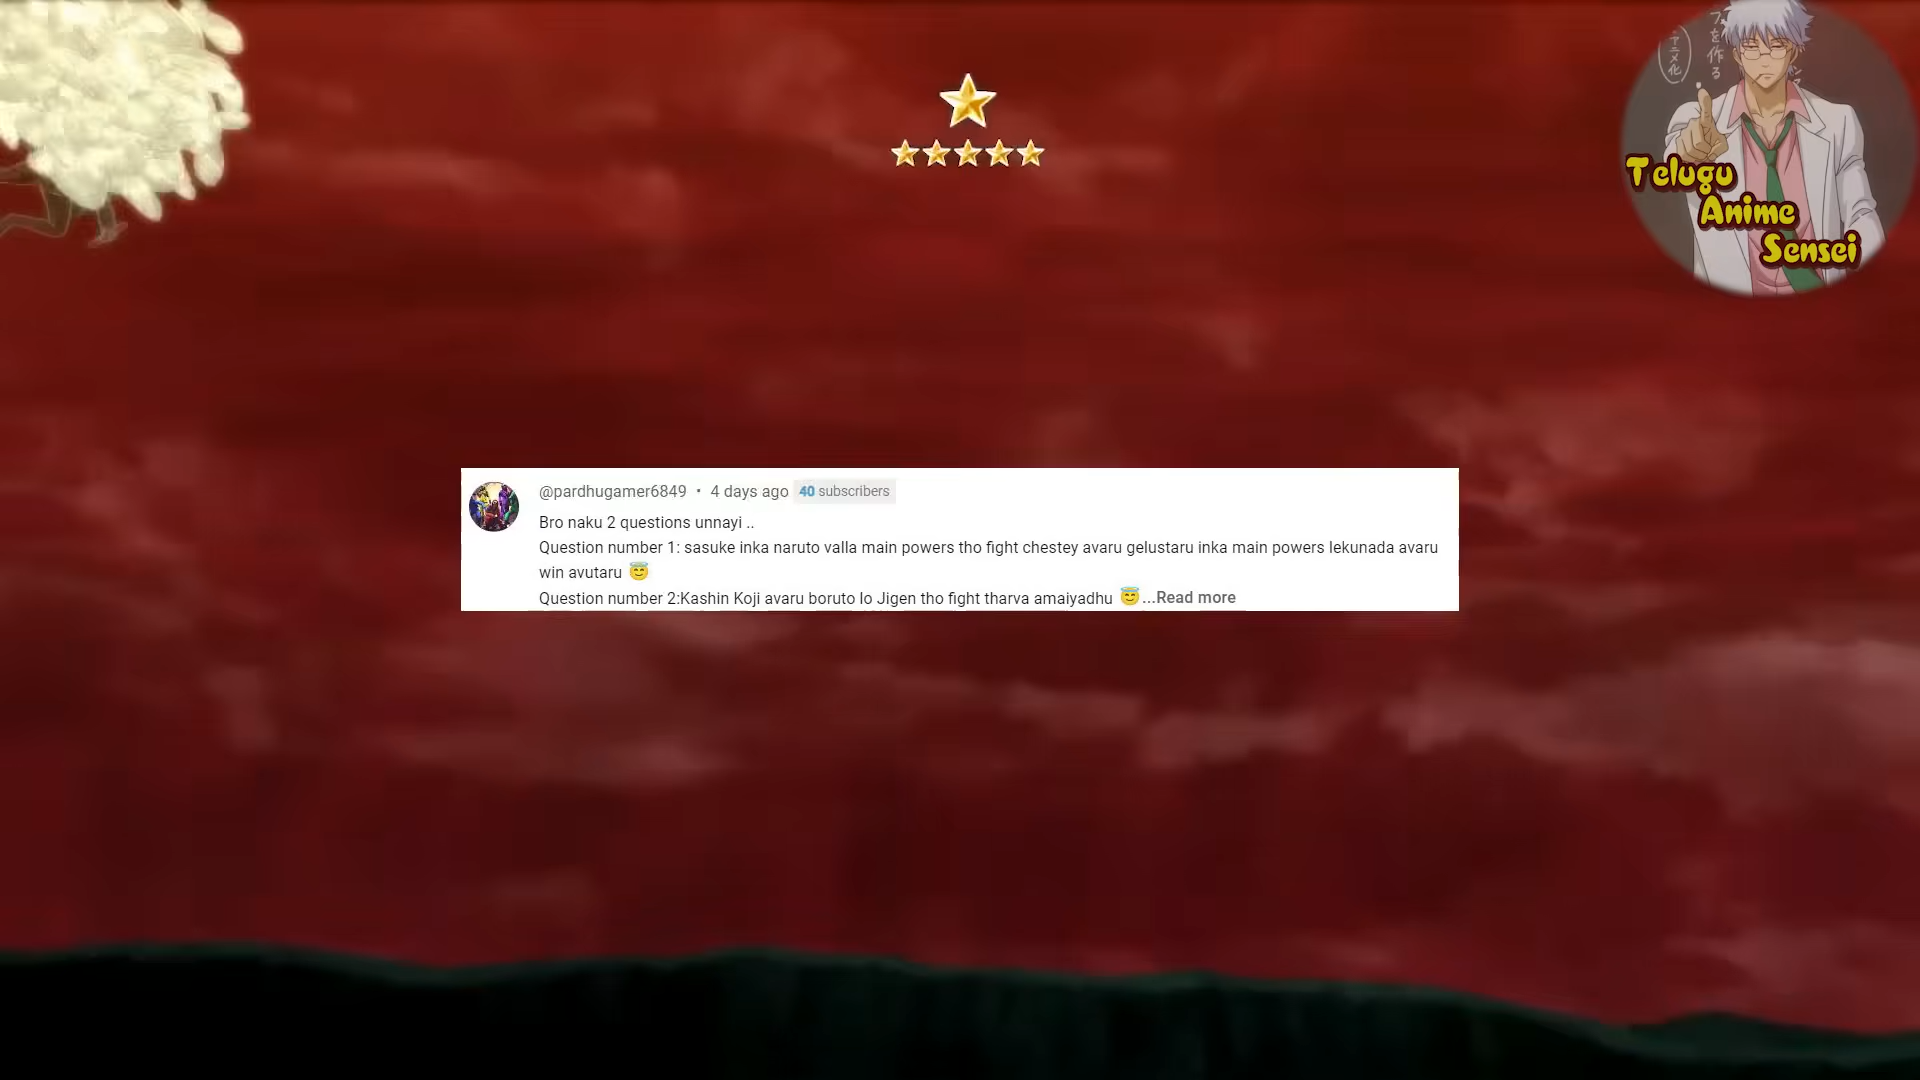 Telugu
Anime
Sensei
@pardhugamer6849 • 4 days ago 40 subscribers
Bro naku 2 questions unnayi ..
Question number 1: sasuke inka naruto valla main powers tho fight chestey avaru gelustaru inka main powers lekunada avaru
win avutaru 😇
Question number 2:Kashin Koji avaru boruto lo Jigen tho fight tharva amaiyadhu 😇...Read more